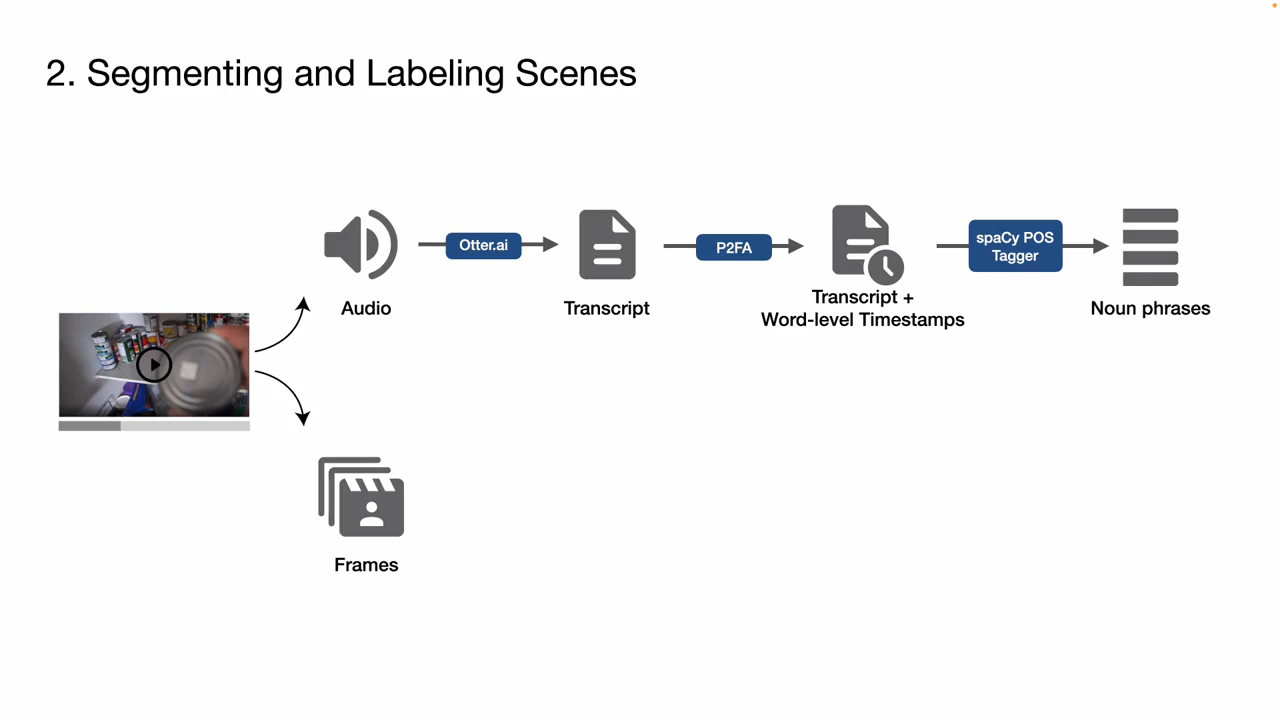 2. Segmenting and Labeling Scenes
Otter.ai
P2FA
spaCy POS
Tagger
Audio
Transcript
Transcript +
Word-level Timestamps
Noun phrases
Frames